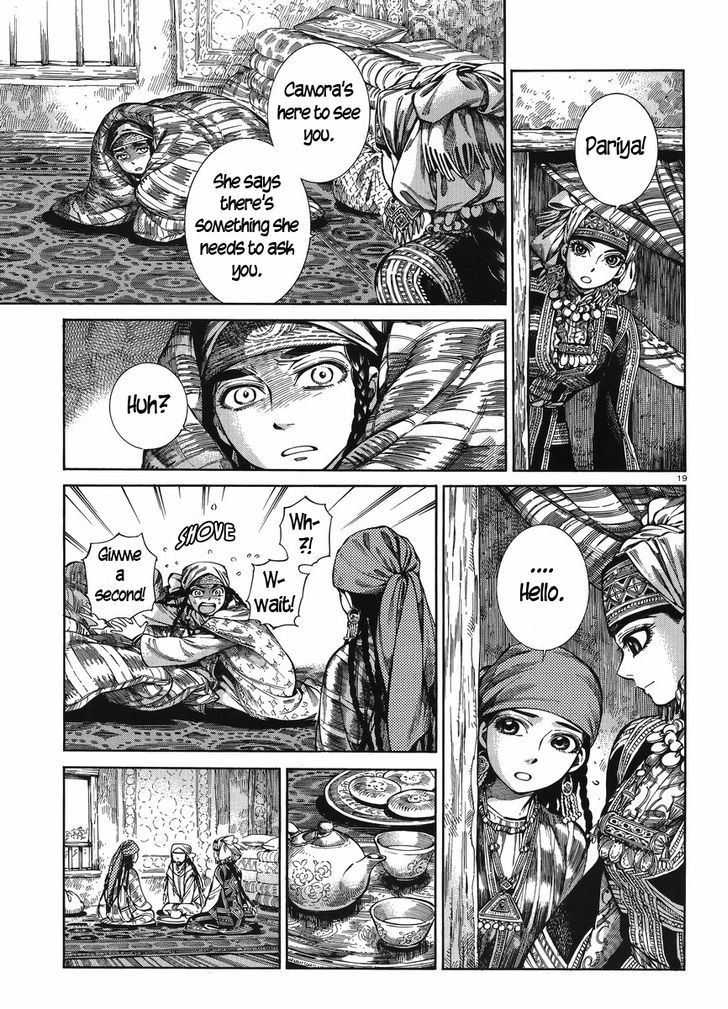 Pariya!
Camora's
here to see
you.
She says
there's
something she
needs to ask
you.
Huh?
19
....
Hello.
Wh-
?!
W-
wait!
SHOVE
Gimme
a
second!